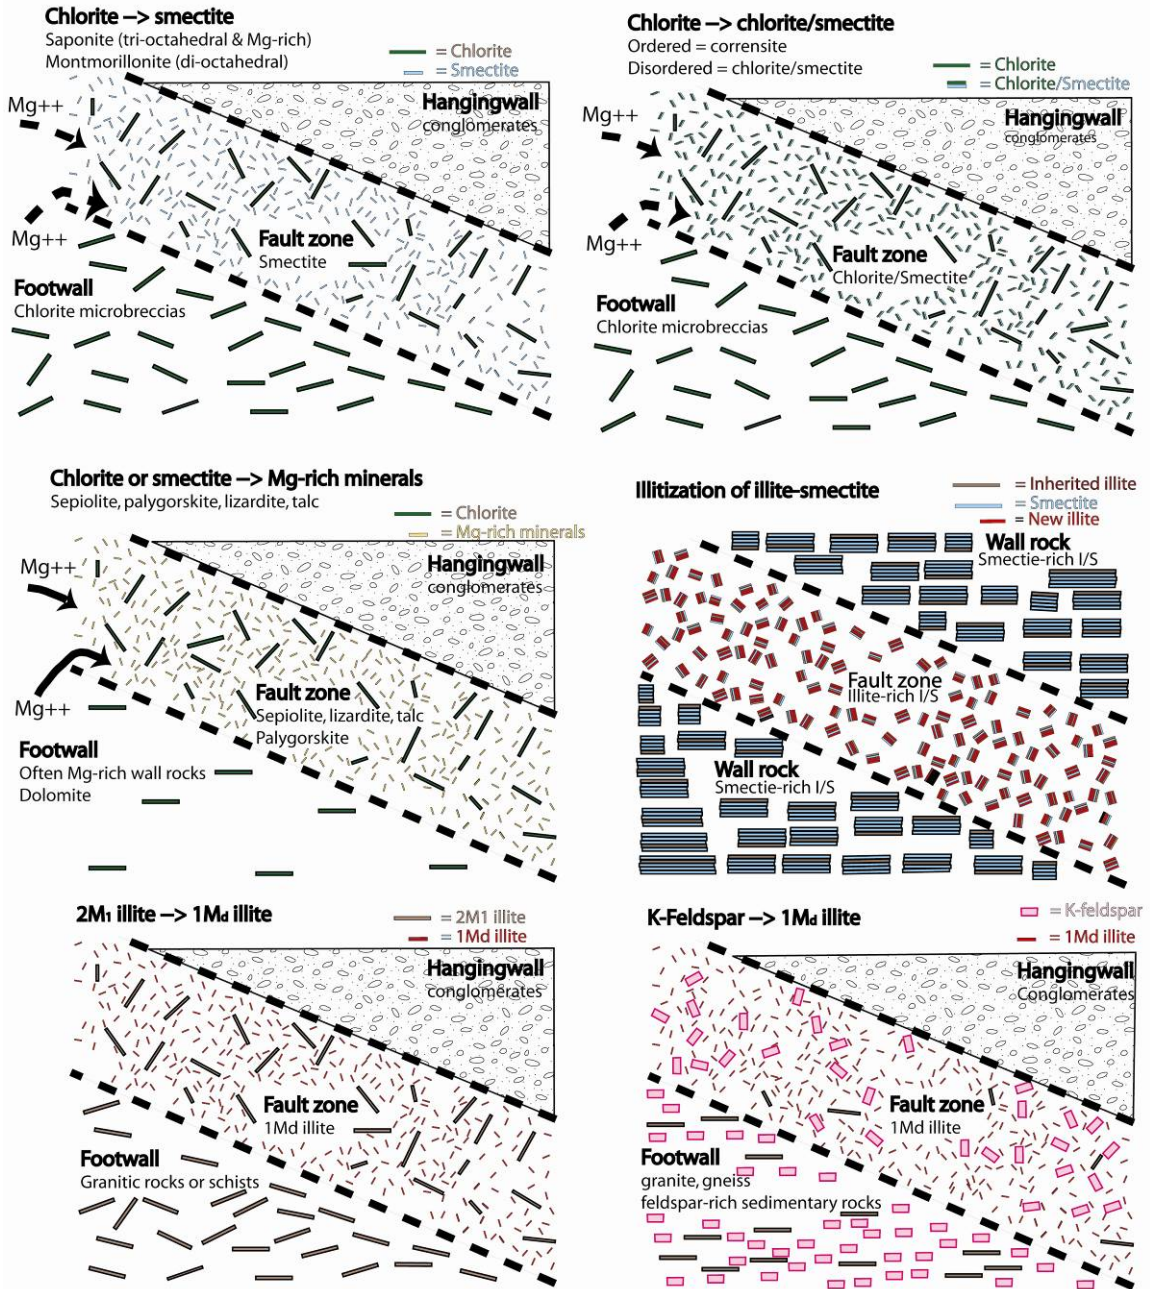 Chlorite –> smectite
Saponite (tri-octahedral & Mg-rich)
Montmorillonite (di-octahedral)
= Chlorite
= Smectite
Mg++
Hangingwall
conglomerates
Fault zone
Smectite
Mg++
Footwall
Chlorite microbreccias
Chlorite –> chlorite/smectite
Ordered = corrensite
Disordered = chlorite/smectite
= Chlorite
= Chlorite/Smectite
Mg++
Hangingwall
conglomerates
Fault zone
Chlorite/Smectite
Mg++
Footwall
Chlorite microbreccias
Chlorite or smectite –> Mg-rich minerals
Sepiolite, palygorskite, lizardite, talc
= Chlorite
= Mg-rich minerals
Mg++
Hangingwall
conglomerates
Fault zone
Sepiolite, lizardite, talc
Palygorskite
Mg++
Footwall
Often Mg-rich wall rocks
Dolomite
Illitization of illite-smectite
= Inherited illite
= Smectite
= New illite
Wall rock
Smectie-rich I/S
Fault zone
Illite-rich I/S
Wall rock
Smectie-rich I/S
2M1 illite –> 1Md illite
= 2M1 illite
= 1Md illite
Hangingwall
conglomerates
Fault zone
1Md illite
Footwall
Granitic rocks or schists
K-Feldspar –> 1Md illite
= K-feldspar
= 1Md illite
Hangingwall
Conglomerates
Fault zone
1Md illite
Footwall
granite, gneiss
feldspar-rich sedimentary rocks